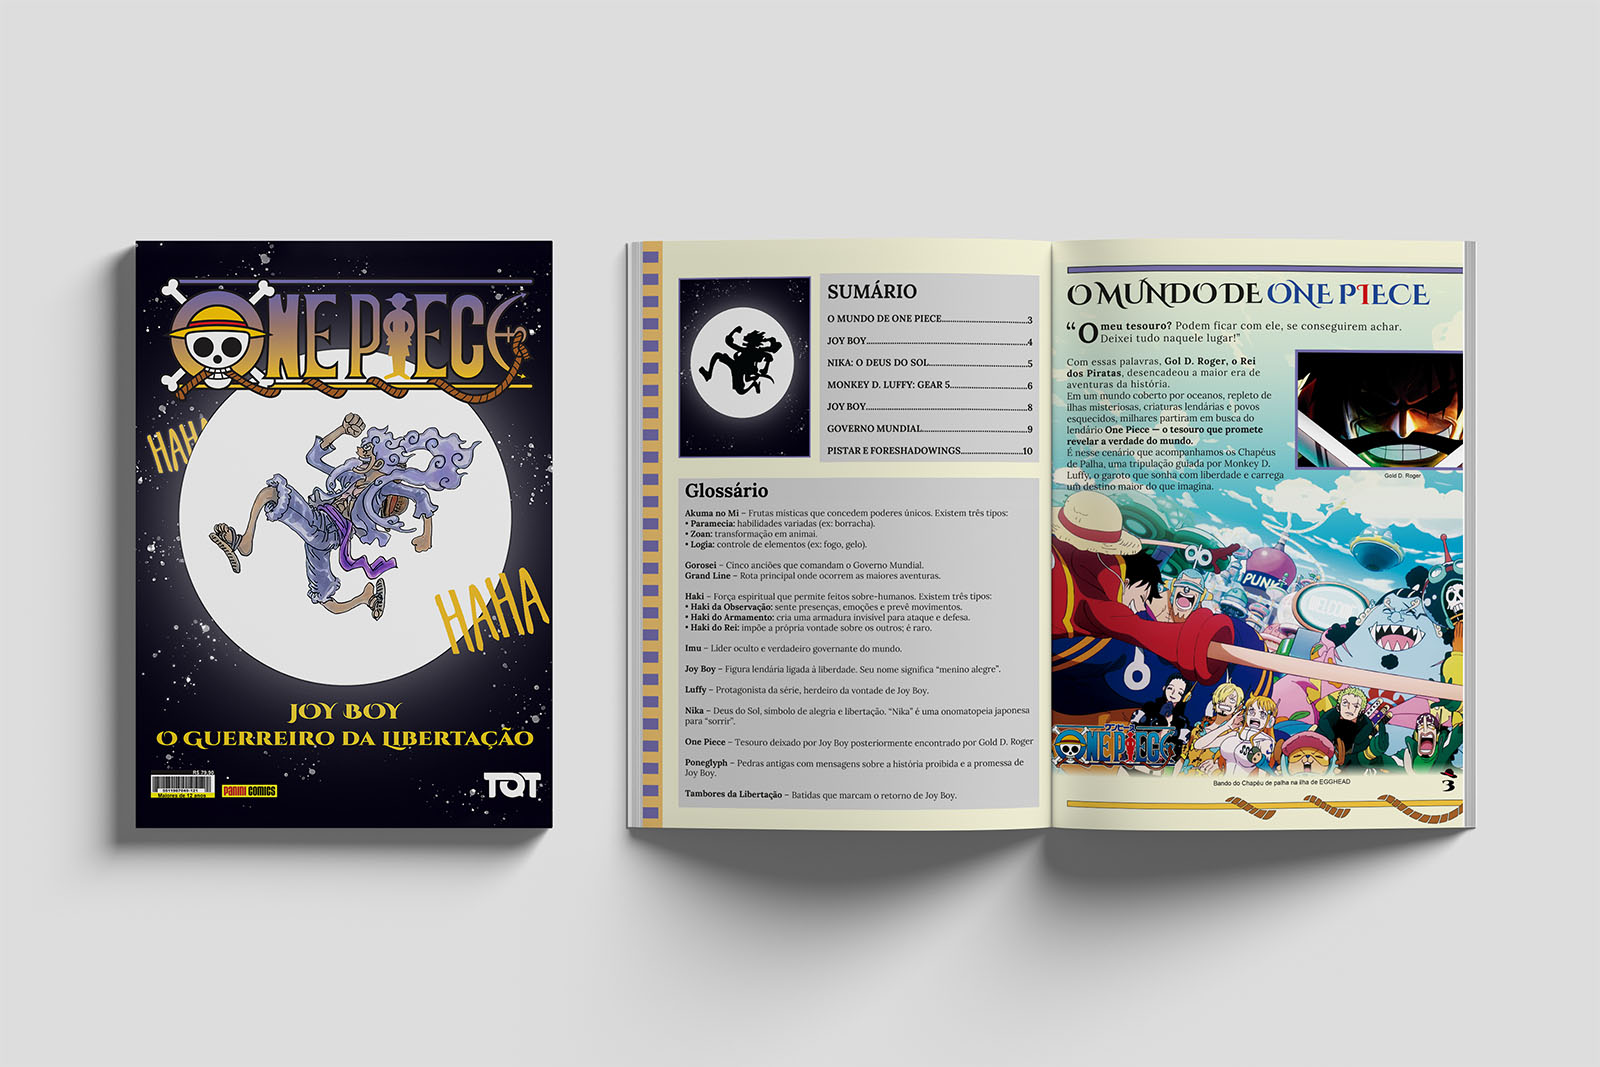 ONE PIECE
HAHA
HAHA
JOY BOY
O GUERREIRO DA LIBERTAÇÃO
R$ 79,90
Maiores de 12 anos
PANINI COMICS
TQT
SUMÁRIO
O MUNDO DE ONE PIECE...................................3
JOY BOY..................................................................4
NIKA: O DEUS DO SOL.........................................5
MONKEY D. LUFFY: GEAR 5................................6
JOY BOY..................................................................8
GOVERNO MUNDIAL...........................................9
PISTAR E FORESHADOWINGS..........................10
Glossário
Akuma no Mi – Frutas místicas que concedem poderes únicos. Existem três tipos:
• Paramecia: habilidades variadas (ex: borracha).
• Zoan: transformação em animai.
• Logia: controle de elementos (ex: fogo, gelo).
Gorosei – Cinco anciões que comandam o Governo Mundial.
Grand Line – Rota principal onde ocorrem as maiores aventuras.
Haki – Força espiritual que permite feitos sobre-humanos. Existem três tipos:
• Haki da Observação: sente presenças, emoções e prevê movimentos.
• Haki do Armamento: cria uma armadura invisível para ataque e defesa.
• Haki do Rei: impõe a própria vontade sobre os outros; é raro.
Imu – Líder oculto e verdadeiro governante do mundo.
Joy Boy – Figura lendária ligada à liberdade. Seu nome significa “menino alegre”.
Luffy – Protagonista da série, herdeiro da vontade de Joy Boy.
Nika – Deus do Sol, símbolo de alegria e libertação. “Nika” é uma onomatopeia japonesa
para “sorrir”.
One Piece – Tesouro deixado por Joy Boy posteriormente encontrado por Gold D. Roger
Poneglyph – Pedras antigas com mensagens sobre a história proibida e a promessa de
Joy Boy.
Tambores da Libertação – Batidas que marcam o retorno de Joy Boy.
O MUNDO DE ONE PIECE
“O meu tesouro? Podem ficar com ele, se conseguirem achar.
Deixei tudo naquele lugar!”
Com essas palavras, Gol D. Roger, o Rei
dos Piratas, desencadeou a maior era de
aventuras da história.
Em um mundo coberto por oceanos, repleto de
ilhas misteriosas, criaturas lendárias e povos
esquecidos, milhares partiram em busca do
lendário One Piece — o tesouro que promete
revelar a verdade do mundo.
É nesse cenário que acompanhamos os Chapéus
de Palha, uma tripulação guiada por Monkey D.
Luffy, o garoto que sonha com liberdade e carrega
um destino maior do que imagina.
Gold D. Roger
PUNK
WELCOME
ONE PIECE
Bando do Chapéu de palha na ilha de EGGHEAD
3